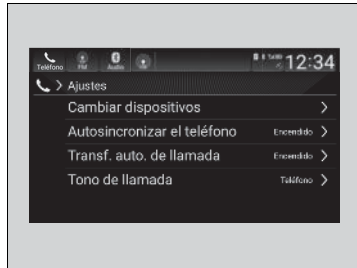 Teléfono FM Audio 12:34
Ajustes
Cambiar dispositivos
Autosincronizar el teléfono Encendido
Transf. auto. de llamada Encendido
Tono de llamada Teléfono